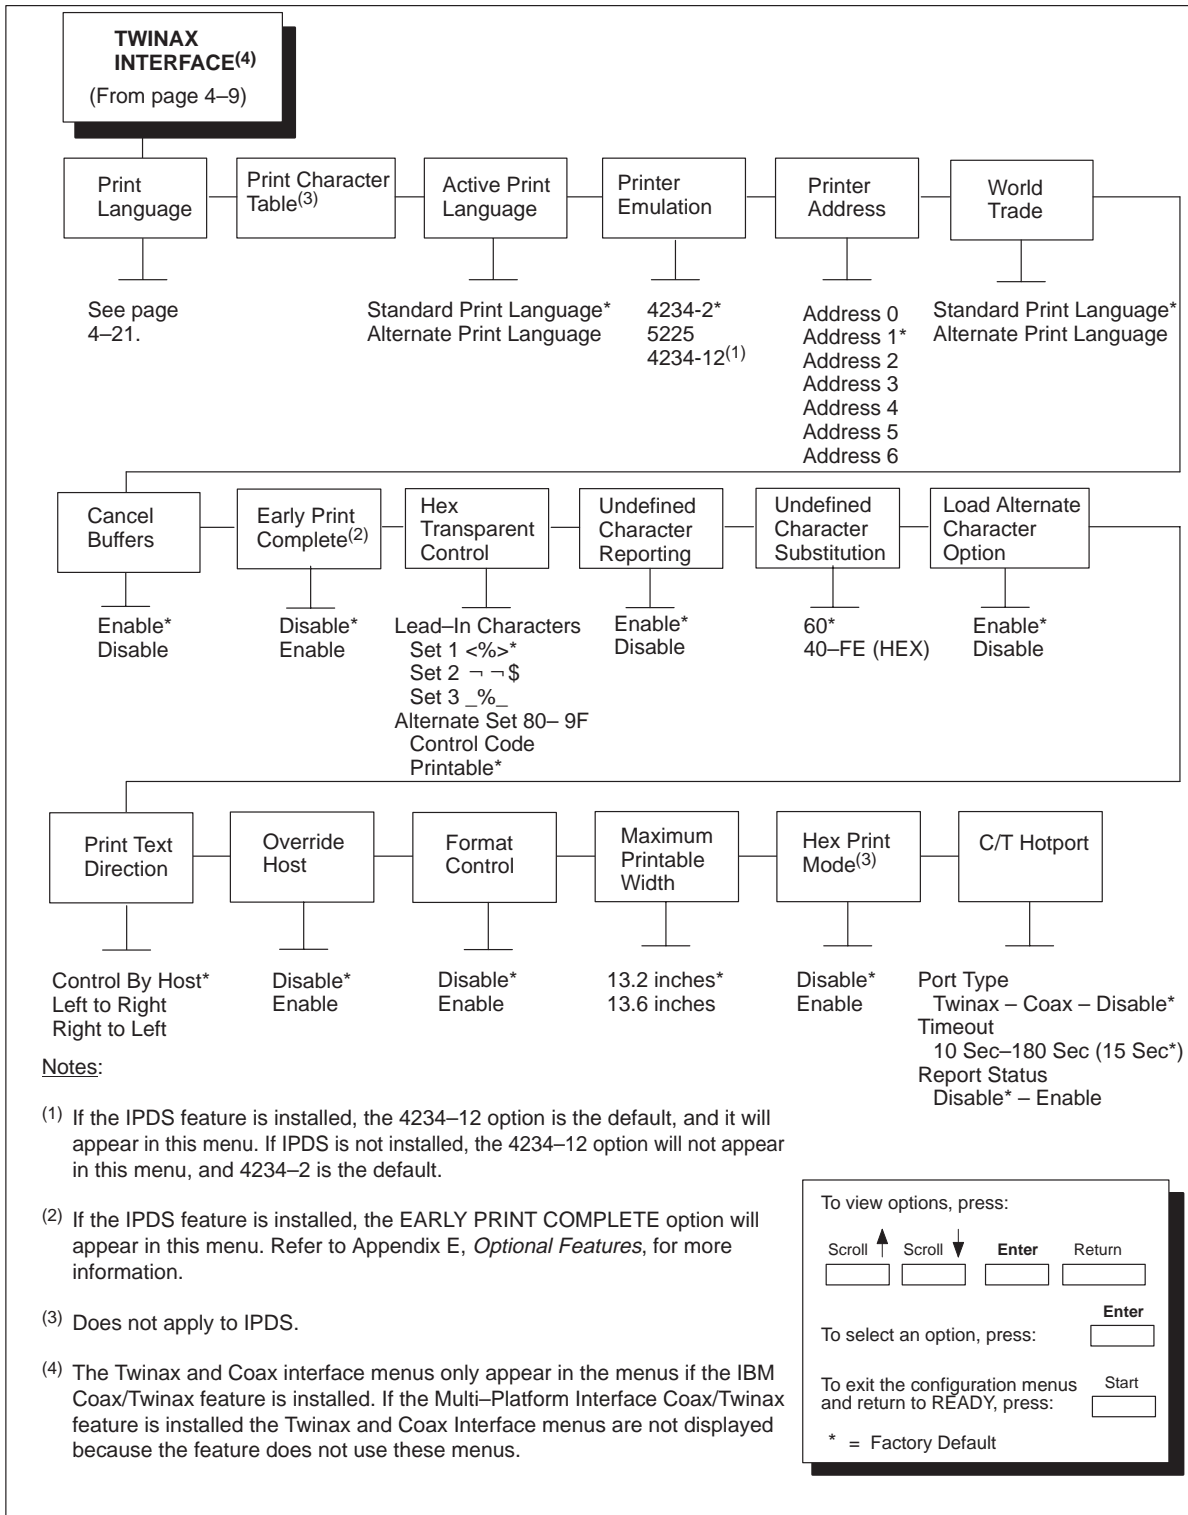 TWINAX
INTERFACE(4)
(From page 4–9)
Print
Language
Print Character
Table(3)
Active Print
Language
Printer
Emulation
Printer
Address
World
Trade
See page
4–21.
Standard Print Language*
Alternate Print Language
4234-2*
5225
4234-12(1)
Address 0
Address 1*
Address 2
Address 3
Address 4
Address 5
Address 6
Standard Print Language*
Alternate Print Language
Cancel
Buffers
Early Print
Complete(2)
Hex
Transparent
Control
Undefined
Character
Reporting
Undefined
Character
Substitution
Load Alternate
Character
Option
Enable*
Disable
Disable*
Enable
Lead–In Characters
Set 1 <%>*
Set 2 ¬ ¬ $
Set 3 _%_
Alternate Set 80– 9F
Control Code
Printable*
Enable*
Disable
60*
40–FE (HEX)
Enable*
Disable
Print Text
Direction
Override
Host
Format
Control
Maximum
Printable
Width
Hex Print
Mode(3)
C/T Hotport
Control By Host*
Left to Right
Right to Left
Disable*
Enable
Disable*
Enable
13.2 inches*
13.6 inches
Disable*
Enable
Port Type
Twinax – Coax – Disable*
Timeout
10 Sec–180 Sec (15 Sec*)
Report Status
Disable* – Enable
Notes:
(1) If the IPDS feature is installed, the 4234–12 option is the default, and it will
appear in this menu. If IPDS is not installed, the 4234–12 option will not appear
in this menu, and 4234–2 is the default.
(2) If the IPDS feature is installed, the EARLY PRINT COMPLETE option will
appear in this menu. Refer to Appendix E, Optional Features, for more
information.
(3) Does not apply to IPDS.
(4) The Twinax and Coax interface menus only appear in the menus if the IBM
Coax/Twinax feature is installed. If the Multi–Platform Interface Coax/Twinax
feature is installed the Twinax and Coax Interface menus are not displayed
because the feature does not use these menus.
To view options, press:
Scroll Scroll Enter Return
Enter
To select an option, press:
To exit the configuration menus
and return to READY, press:
Start
* = Factory Default